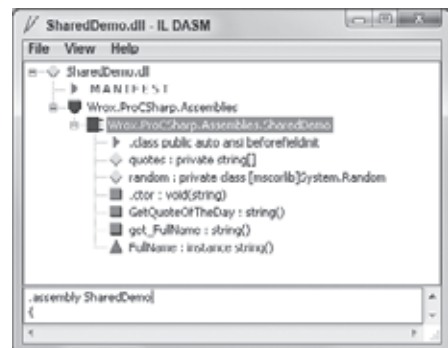 SharedDemo.dll - IL DASM
File View Help
SharedDemo.dll
MANIFEST
Wrox.ProCSharp.Assemblies
Wrox.ProCSharp.Assemblies.SharedDemo
.class public auto ansi beforefieldinit
quotes : private string[]
random : private class [mscorlib]System.Random
.ctor : void(string)
GetQuoteOfTheDay : string()
get_FullName : string()
FullName : instance string()
.assembly SharedDemo
{